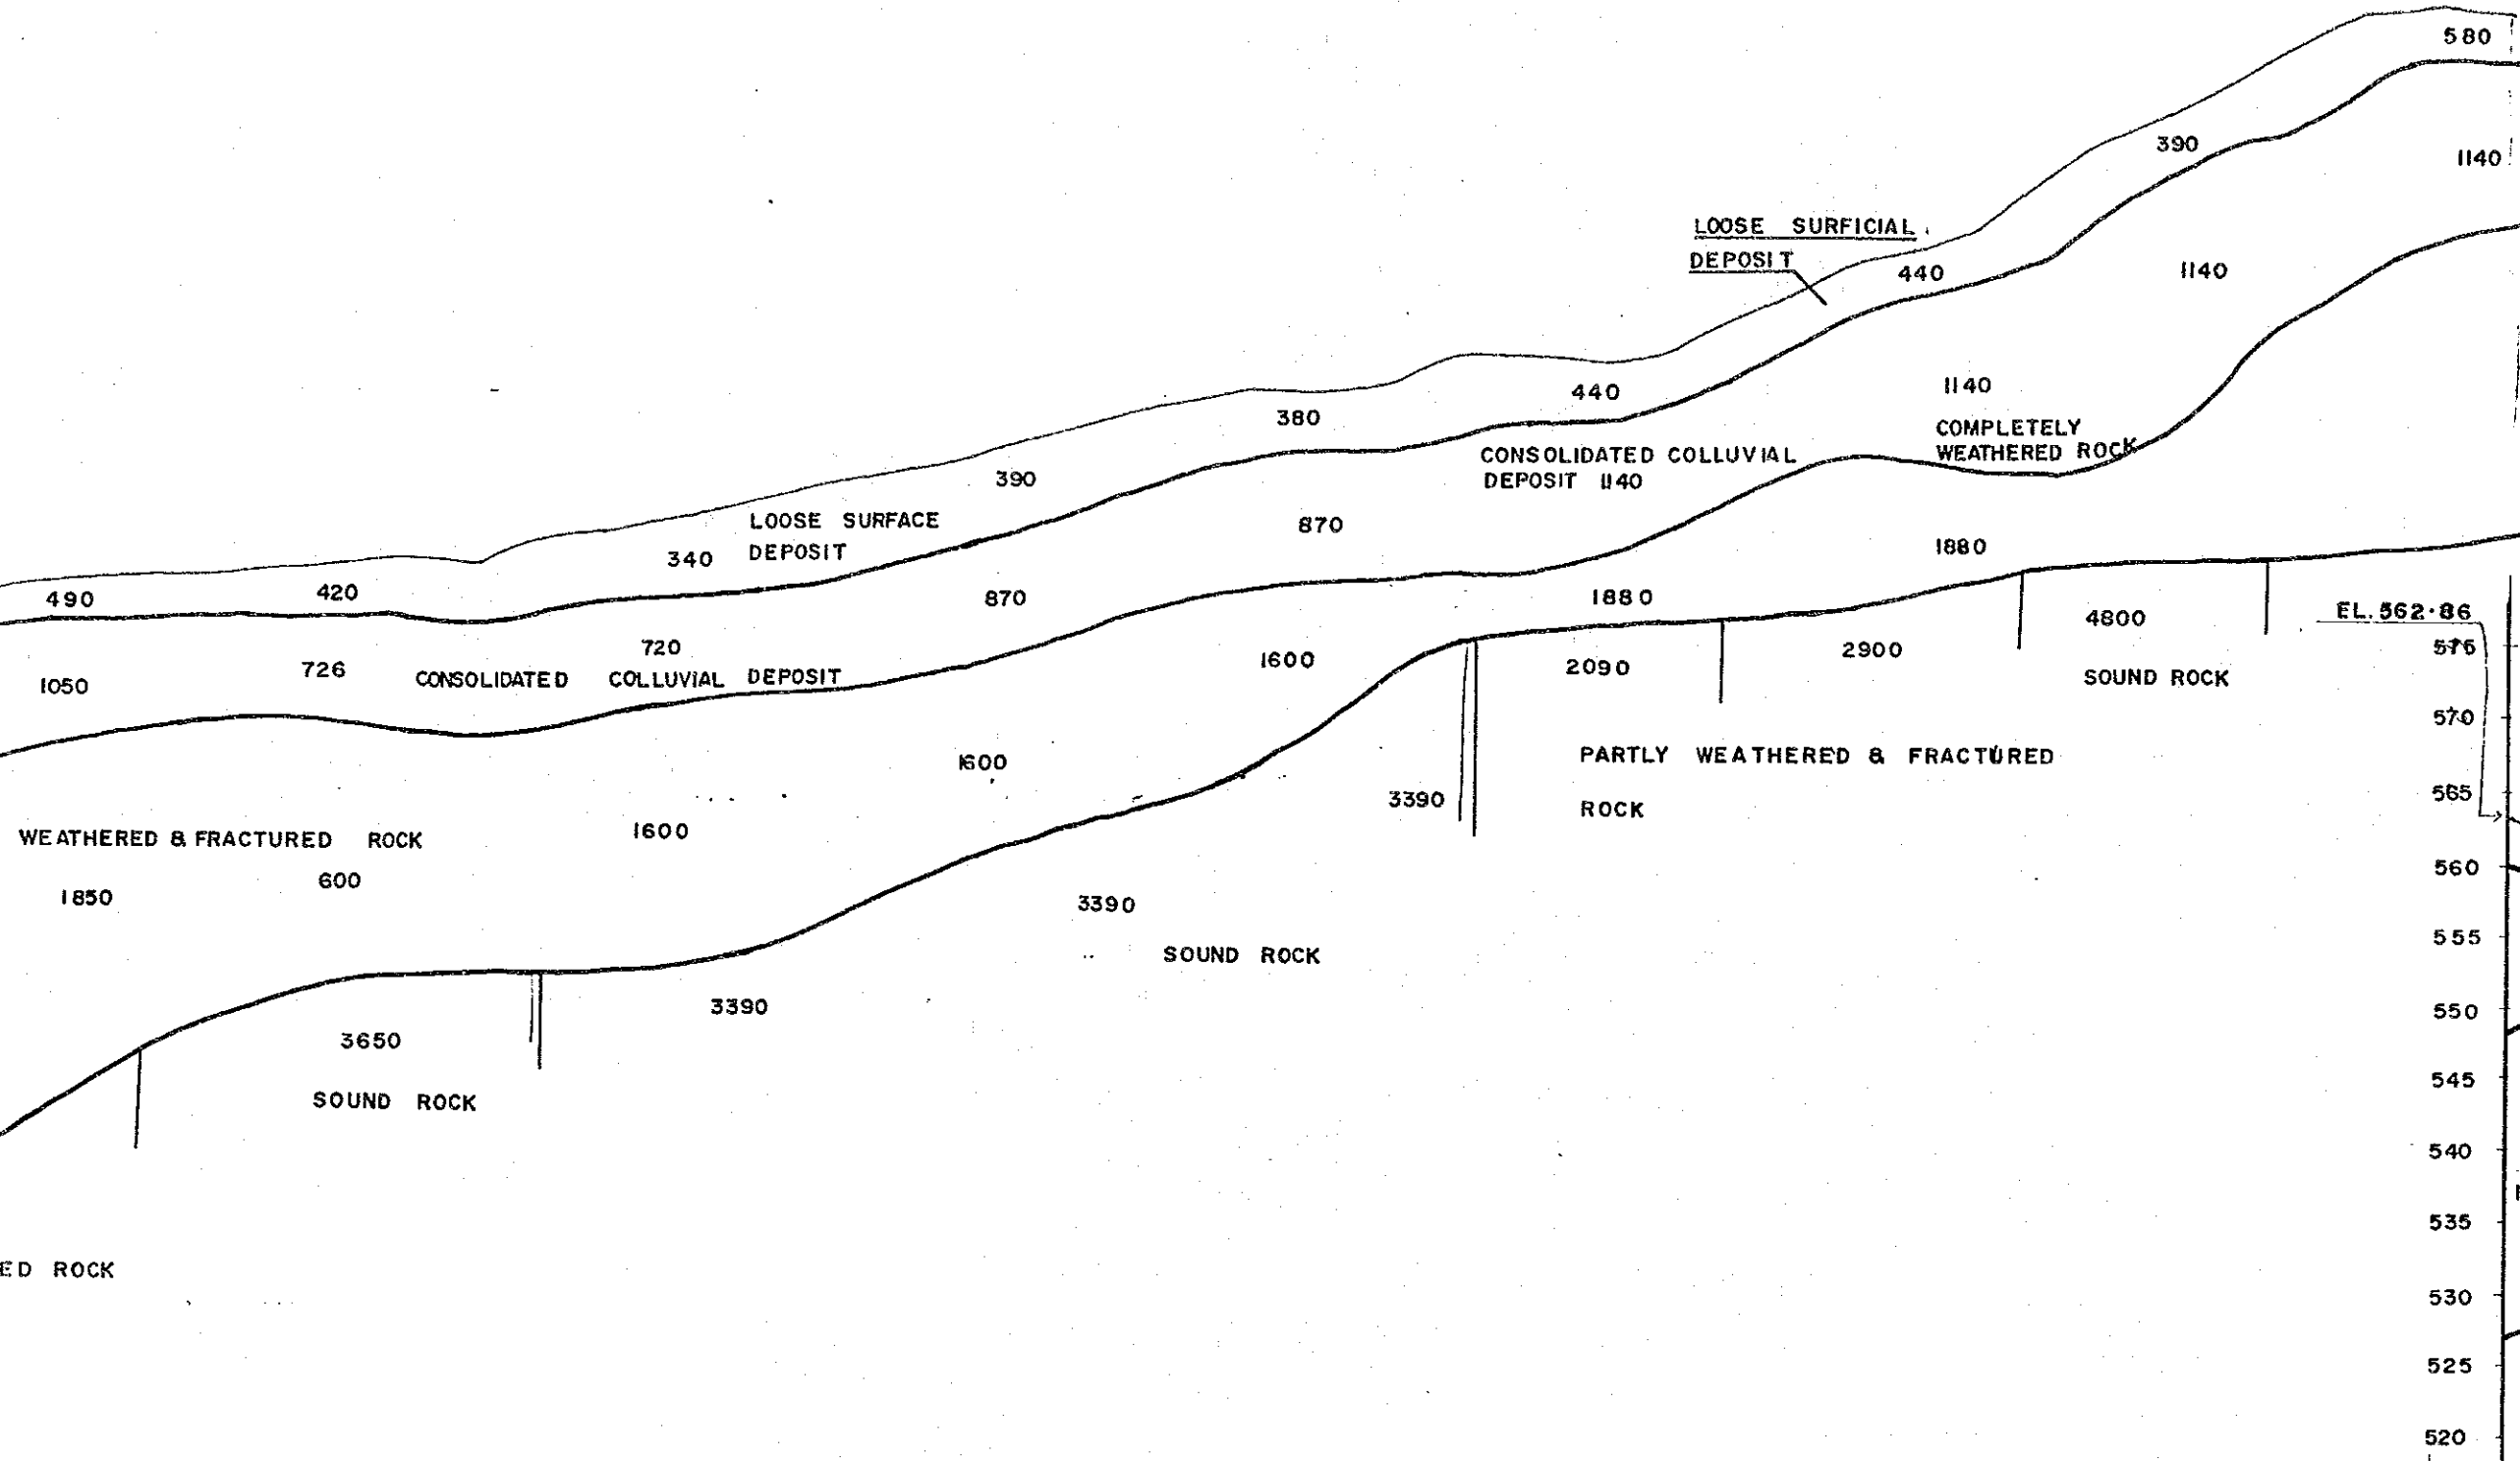 580
390
1140
LOOSE SURFICIAL
DEPOSIT
440
1140
440
1140
380
COMPLETELY
WEATHERED ROCK
CONSOLIDATED COLLUVIAL
DEPOSIT 1140
390
870
LOOSE SURFACE
DEPOSIT
340
1880
490
420
870
1880
4800
EL. 562·86
720
726
CONSOLIDATED COLLUVIAL DEPOSIT
1050
1600
2090
2900
SOUND ROCK
575
570
1600
PARTLY WEATHERED & FRACTURED
ROCK
3390
565
WEATHERED & FRACTURED ROCK
1600
560
1850
600
3390
SOUND ROCK
555
3390
550
3650
SOUND ROCK
545
540
535
ED ROCK
530
525
520